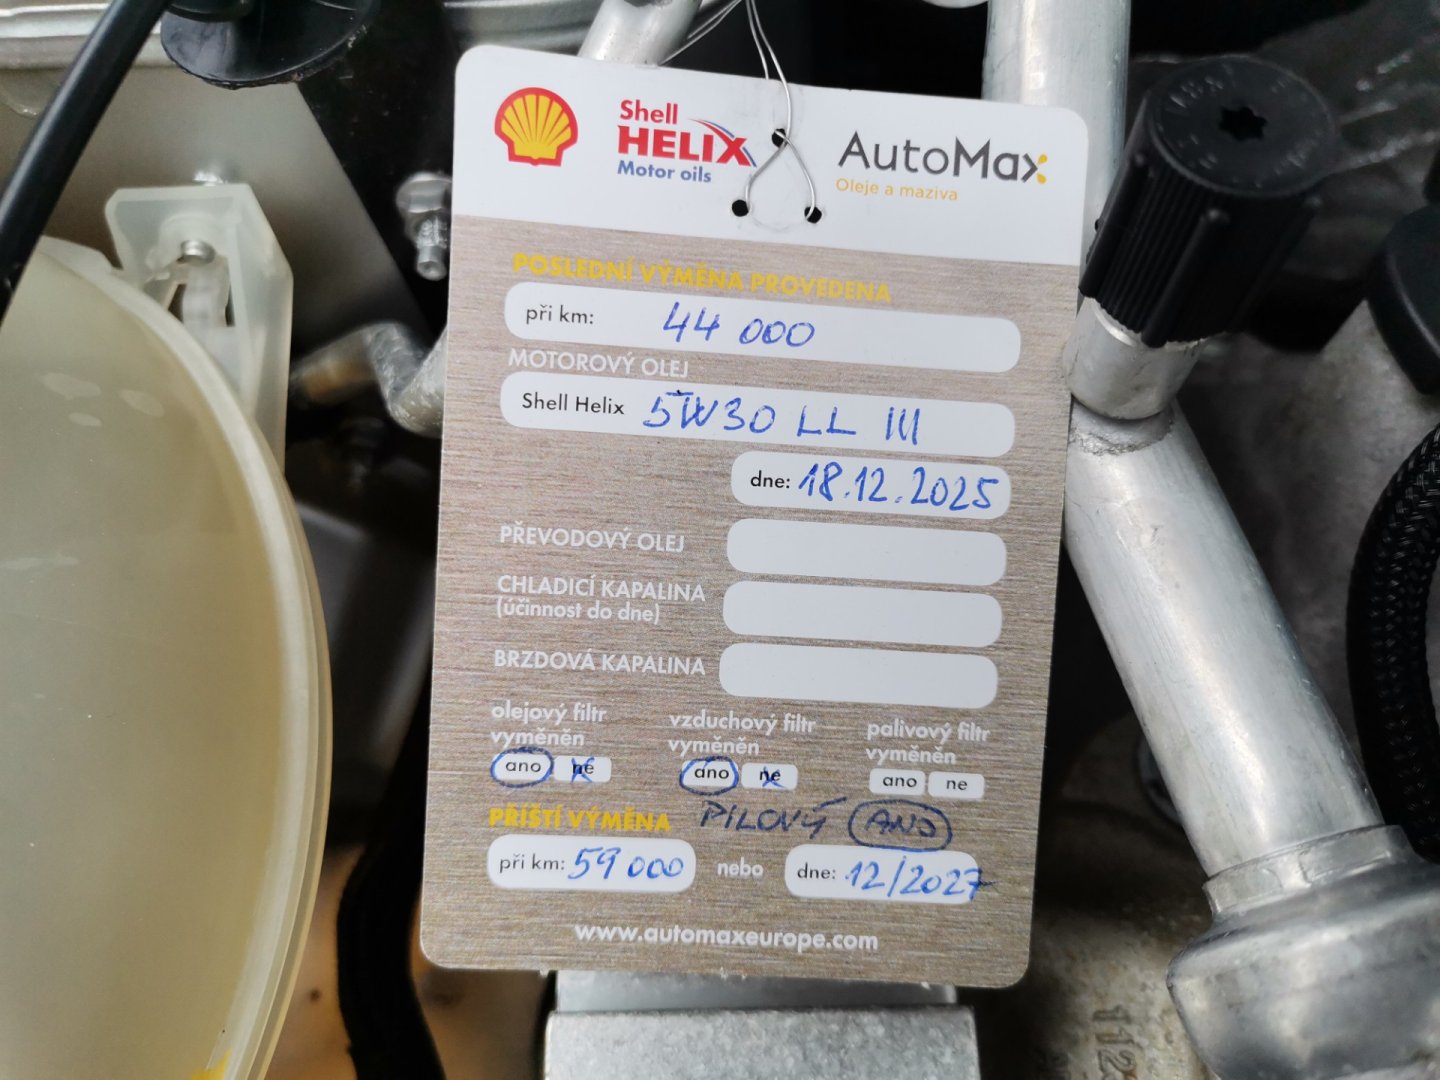 Shell
HELIX
Motor oils
AutoMax
Oleje a maziva
POSLEDNÍ VÝMĚNA PROVEDENA
při km: 44 000
MOTOROVÝ OLEJ
Shell Helix 5W30 LL III
dne: 18.12.2025
PŘEVODOVÝ OLEJ
CHLADICÍ KAPALINA
(účinnost do dne)
BRZDOVÁ KAPALINA
olejový filtr vzduchový filtr palivový filtr
vyměněn vyměněn vyměněn
ano ne ano ne ano ne
PILOVÝ ANO
PŘÍŠTÍ VÝMĚNA
při km: 59 000 nebo dne: 12/2027
www.automaxeurope.com